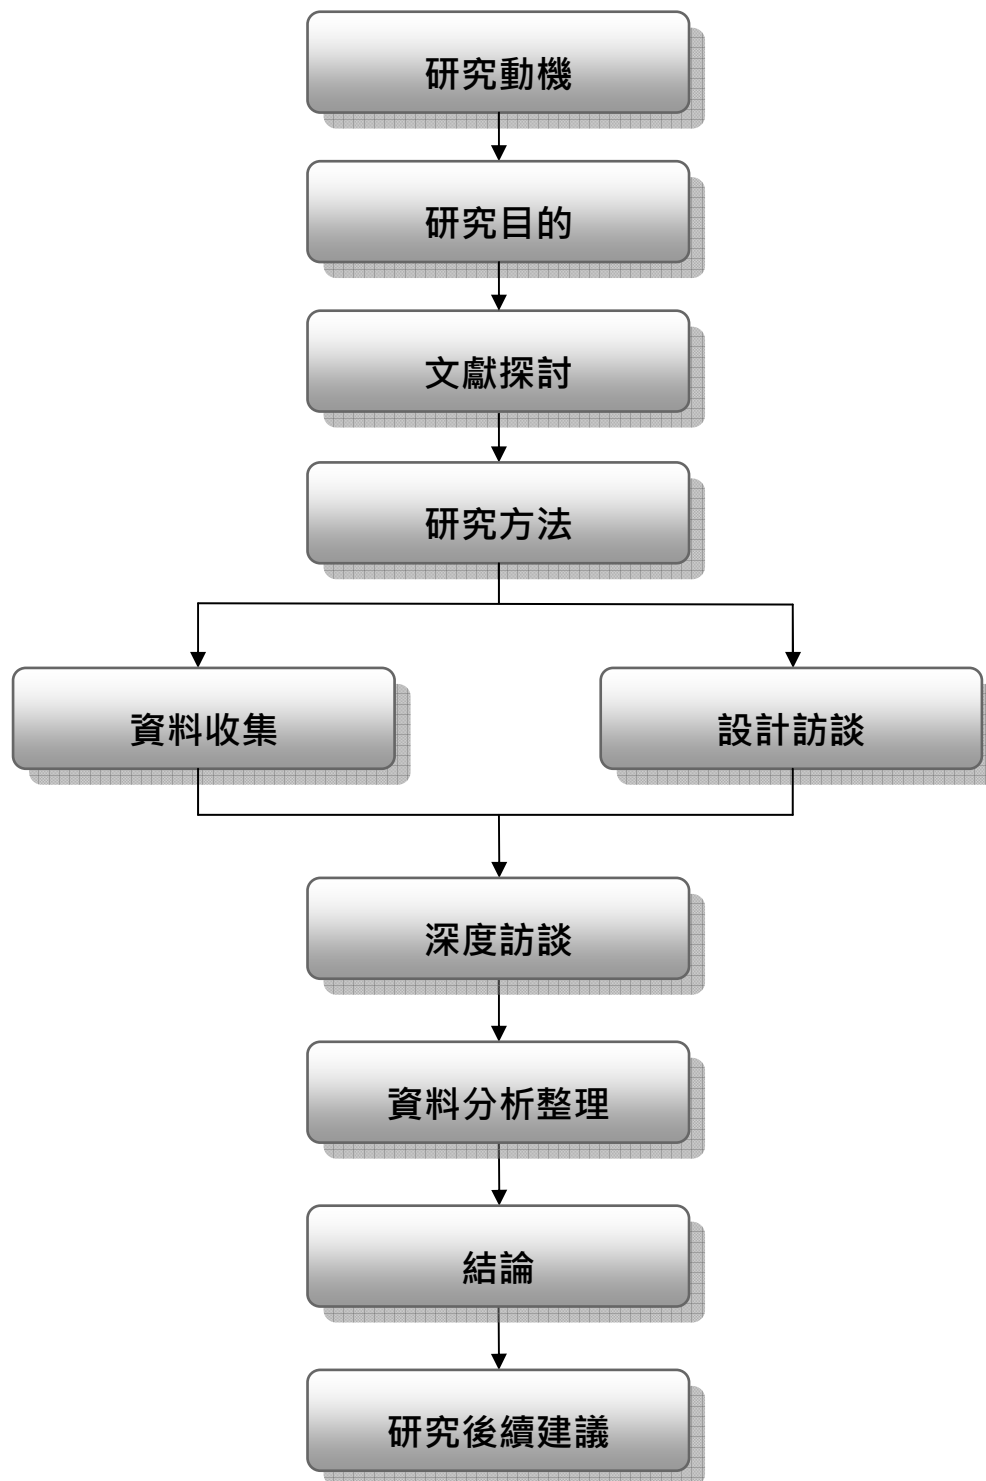 研究動機
研究目的
文獻探討
研究方法
資料收集
設計訪談
深度訪談
資料分析整理
結論
研究後續建議